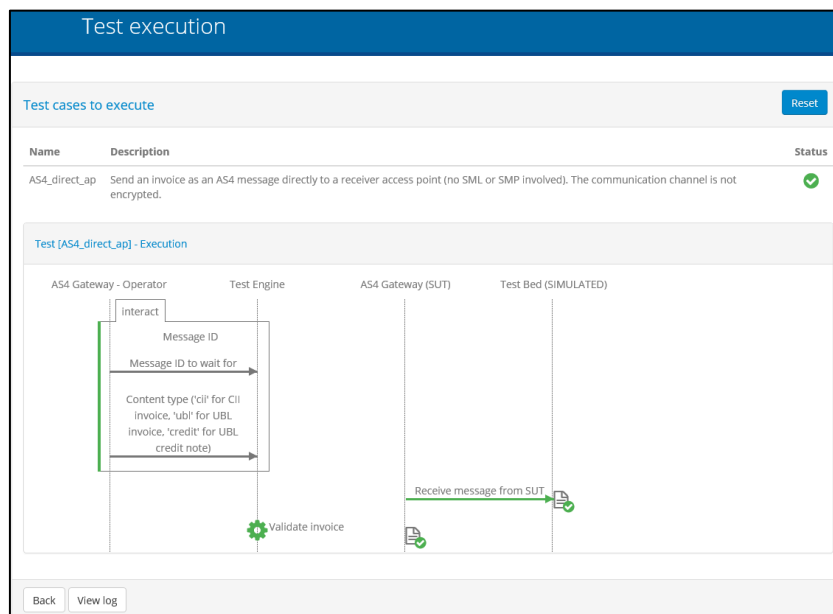 Test execution
Test cases to execute
Reset
Name Description Status
AS4_direct_ap Send an invoice as an AS4 message directly to a receiver access point (no SML or SMP involved). The communication channel is not
encrypted.
Test [AS4_direct_ap] - Execution
AS4 Gateway - Operator Test Engine AS4 Gateway (SUT) Test Bed (SIMULATED)
interact
Message ID
Message ID to wait for
Content type ('cii' for CII
invoice, 'ubl' for UBL
invoice, 'credit' for UBL
credit note)
Receive message from SUT
Validate invoice
Back View log